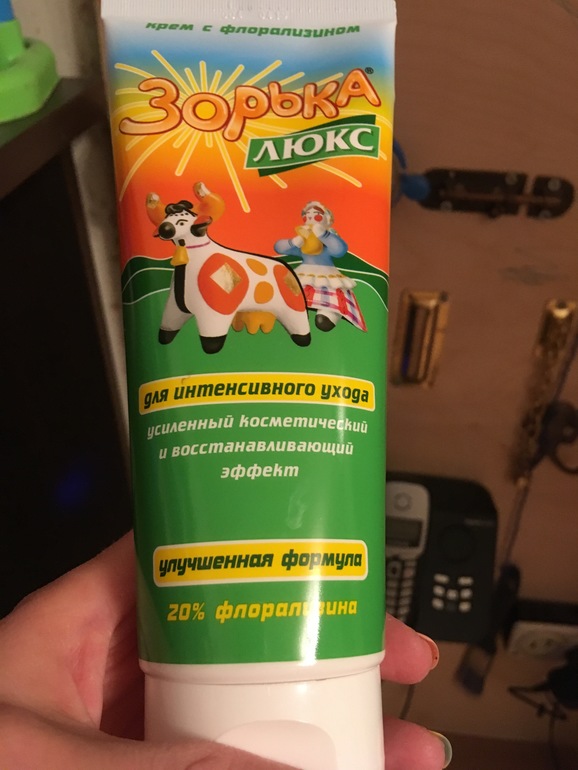 крем с флорализином
Зорька®
ЛЮКС
для интенсивного ухода
усиленный косметический
и восстанавливающий
эффект
улучшенная формула
20% флорализина